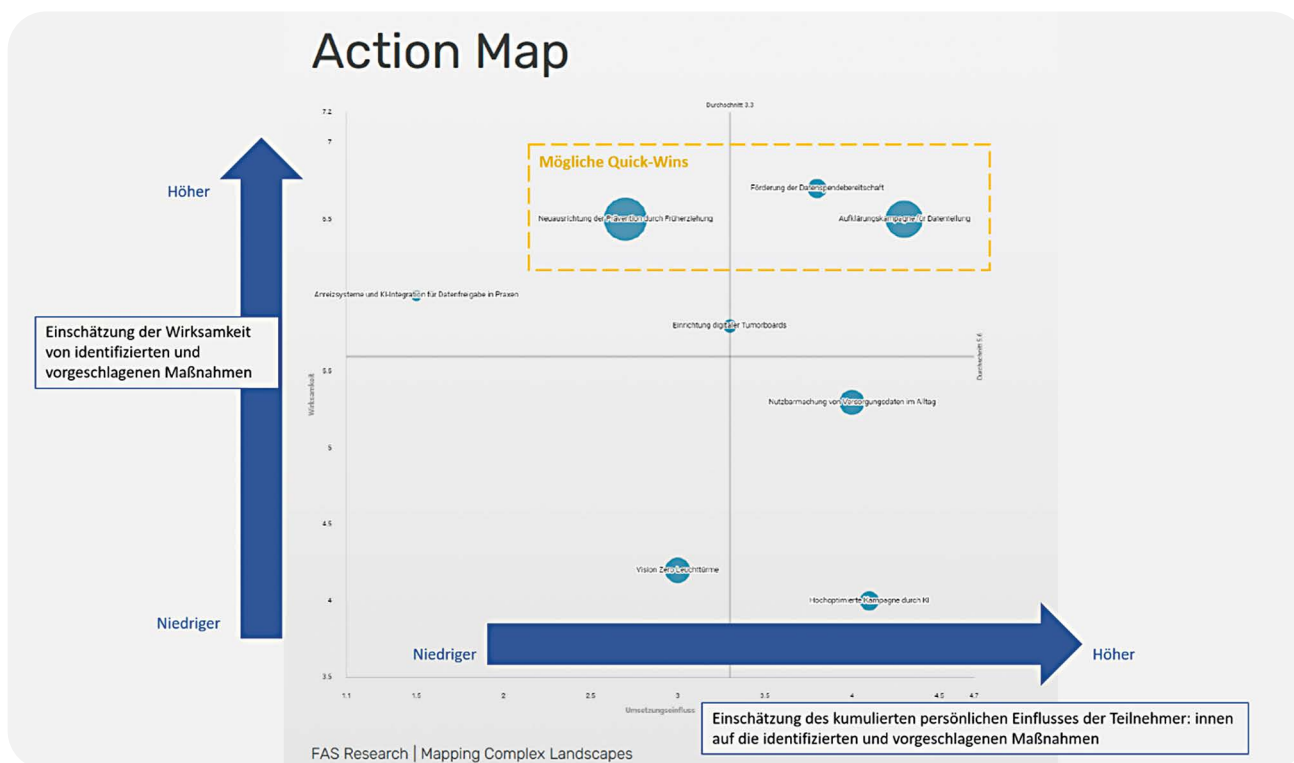 Action Map
Durchschnitt 3.3
7.2
7
Mögliche Quick-Wins
Höher
Förderung der Datenspendebereitschaft
6.5
Neuausrichtung der Prävention durch Früherziehung
Aufklärungskampagne für Datenteilung
Anreizsysteme und KI-Integration für Datenfreigabe in Praxen
Einrichtung digitaler Tumorboards
Einschätzung der Wirksamkeit
von identifizierten und
vorgeschlagenen Maßnahmen
Durchschnitt 5.6
5.5
Wirksamkeit
Nutzbarmachung von Versorgungsdaten im Alltag
5
4.5
Vision Zero Leuchttürme
4
Hochoptimierte Kampagne durch KI
Niedriger
Niedriger
Höher
3.5
1.1
1.5
2
2.5
3
3.5
4
4.5
4.7
Umsetzungseinfluss
Einschätzung des kumulierten persönlichen Einflusses der Teilnehmer: innen
auf die identifizierten und vorgeschlagenen Maßnahmen
FAS Research | Mapping Complex Landscapes